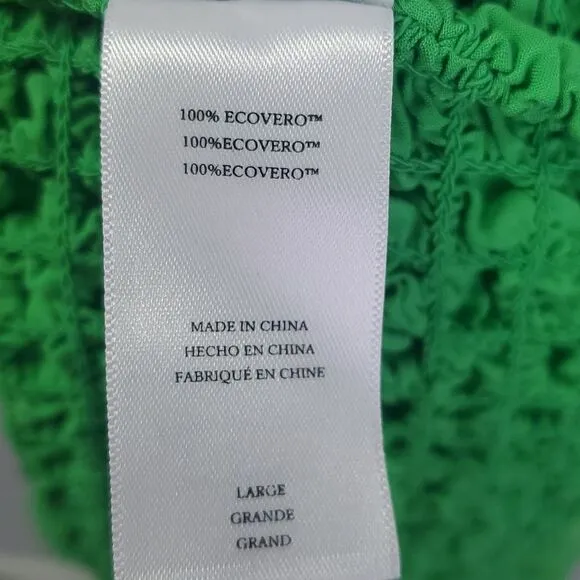 100% ECOVERO™
100%ECOVERO™
100%ECOVERO™
MADE IN CHINA
HECHO EN CHINA
FABRIQUÉ EN CHINE
LARGE
GRANDE
GRAND